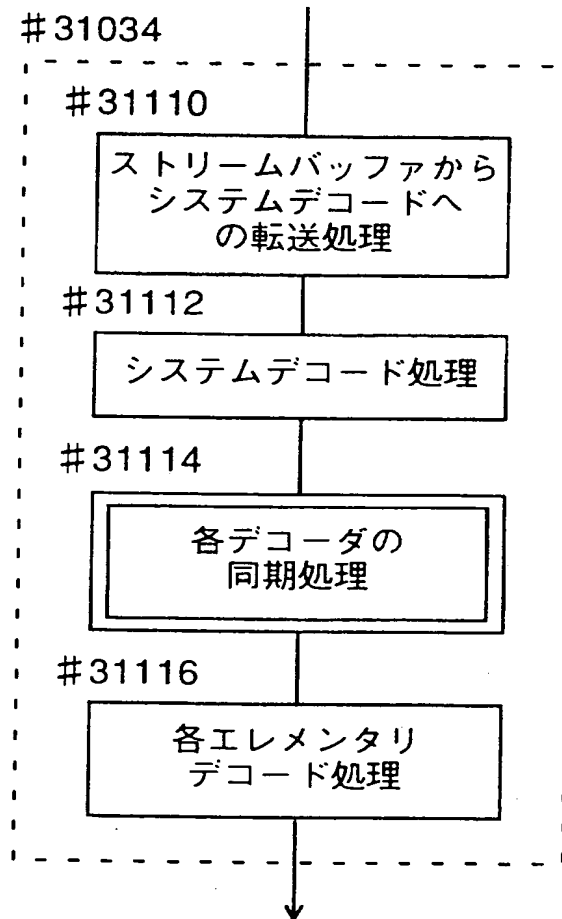 #31034
#31110
ストリームバッファから
システムデコードへ
の転送処理
#31112
システムデコード処理
#31114
各デコーダの
同期処理
#31116
各エレメンタリ
デコード処理